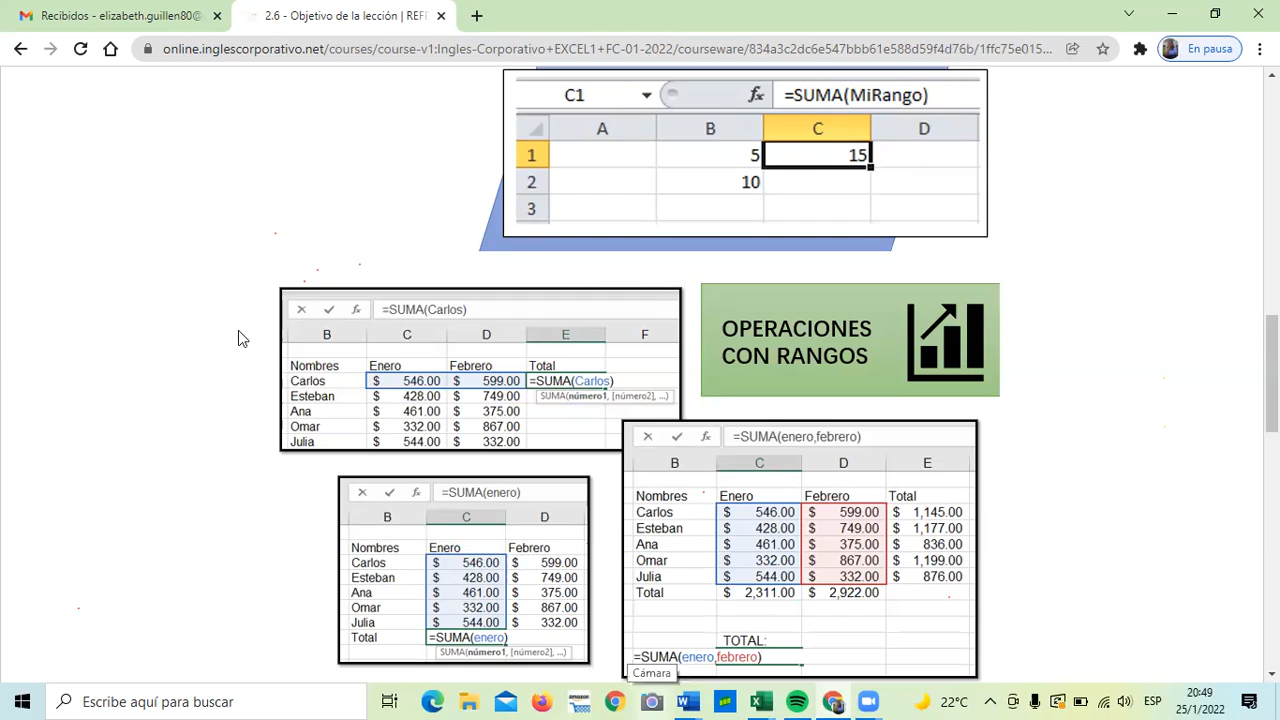 Recibidos - elizabeth.guillen80@
2.6 - Objetivo de la lección | REFO
online.inglescorporativo.net/courses/course-v1:Ingles-Corporativo+EXCEL1+FC-01-2022/courseware/834a3c2dc6e547bbb61e588d59f4d76b/1ffc75e015...
En pausa
C1 fx =SUMA(MiRango)
A B C D
1 5 15
2 10
3
fx =SUMA(Carlos)
B C D E F
Nombres Enero Febrero Total
Carlos $ 546.00 $ 599.00 =SUMA(Carlos)
Esteban $ 428.00 $ 749.00 SUMA(número1, [número2], ...)
Ana $ 461.00 $ 375.00
Omar $ 332.00 $ 867.00
Julia $ 544.00 $ 332.00
OPERACIONES
CON RANGOS
fx =SUMA(enero)
B C D
Nombres Enero Febrero
Carlos $ 546.00 $ 599.00
Esteban $ 428.00 $ 749.00
Ana $ 461.00 $ 375.00
Omar $ 332.00 $ 867.00
Julia $ 544.00 $ 332.00
Total =SUMA(enero)
SUMA(número1, [número2], ...)
fx =SUMA(enero,febrero)
B C D E
Nombres Enero Febrero Total
Carlos $ 546.00 $ 599.00 $ 1,145.00
Esteban $ 428.00 $ 749.00 $ 1,177.00
Ana $ 461.00 $ 375.00 $ 836.00
Omar $ 332.00 $ 867.00 $ 1,199.00
Julia $ 544.00 $ 332.00 $ 876.00
Total $ 2,311.00 $ 2,922.00
TOTAL:
=SUMA(enero,febrero)
Cámara
Escribe aquí para buscar
22°C
ESP
20:49
25/1/2022